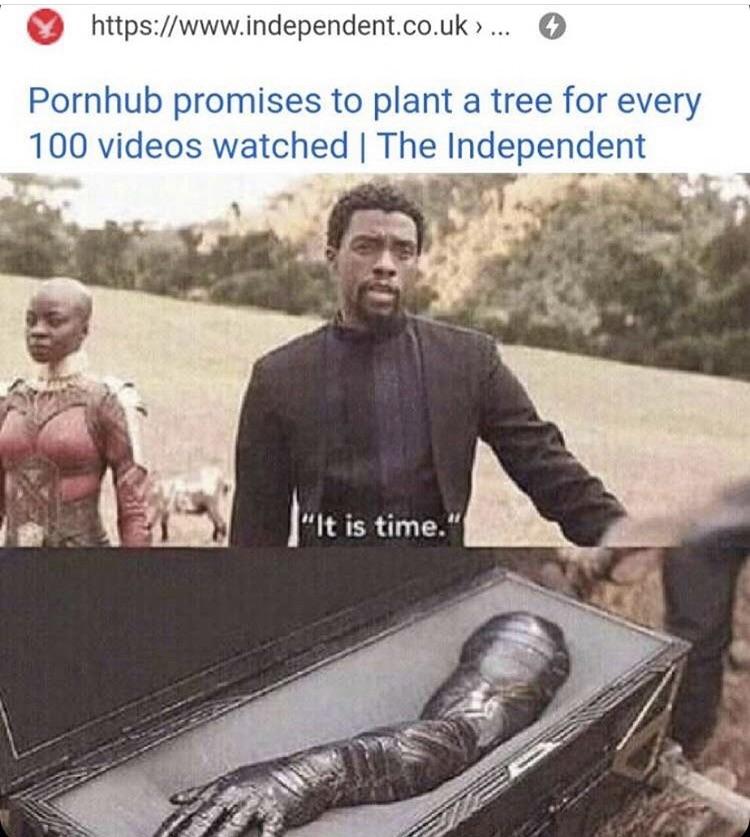 https://www.independent.co.uk › ...
Pornhub promises to plant a tree for every
100 videos watched | The Independent
"It is time."